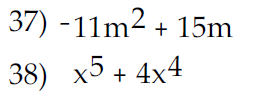 37) -11m² + 15m
38) x⁵ + 4x⁴